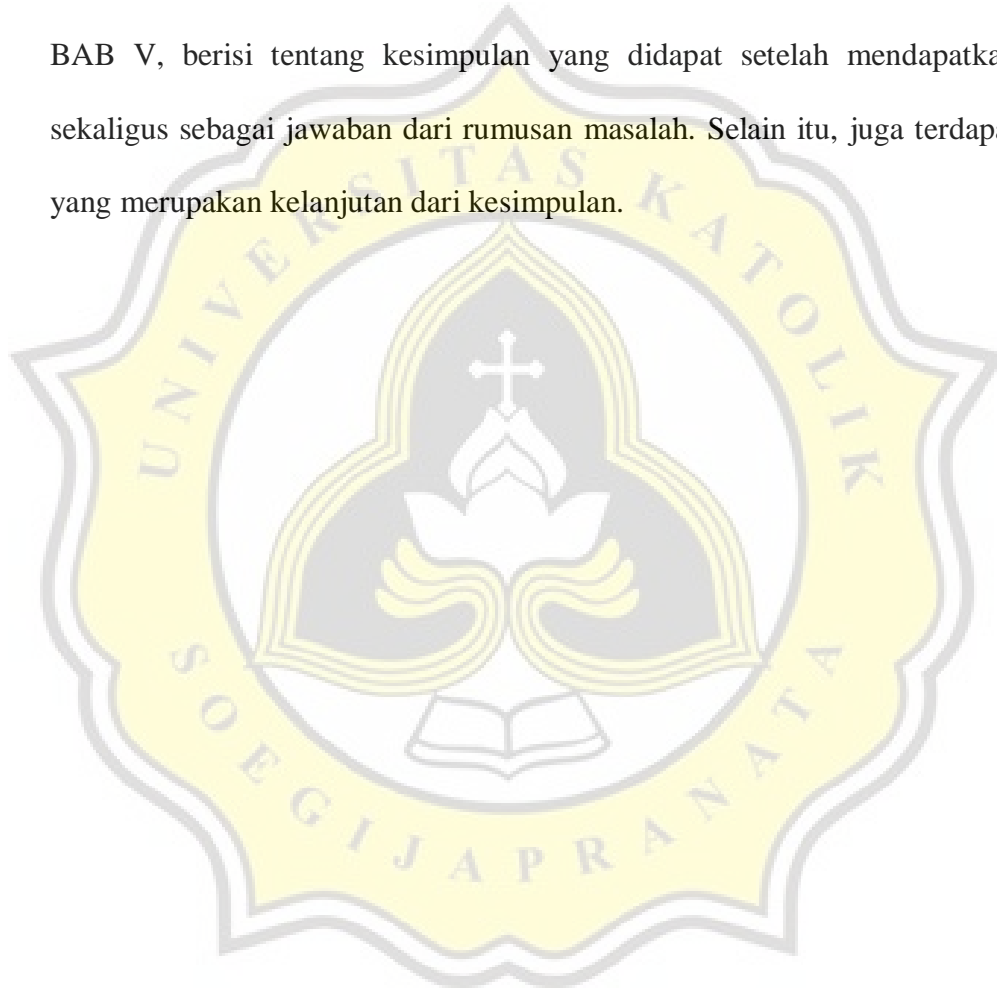 BAB V, berisi tentang kesimpulan yang didapat setelah mendapatka
sekaligus sebagai jawaban dari rumusan masalah. Selain itu, juga terdapa
yang merupakan kelanjutan dari kesimpulan.
UNIVERSITAS KATOLIK
SOEGIJAPRANATA